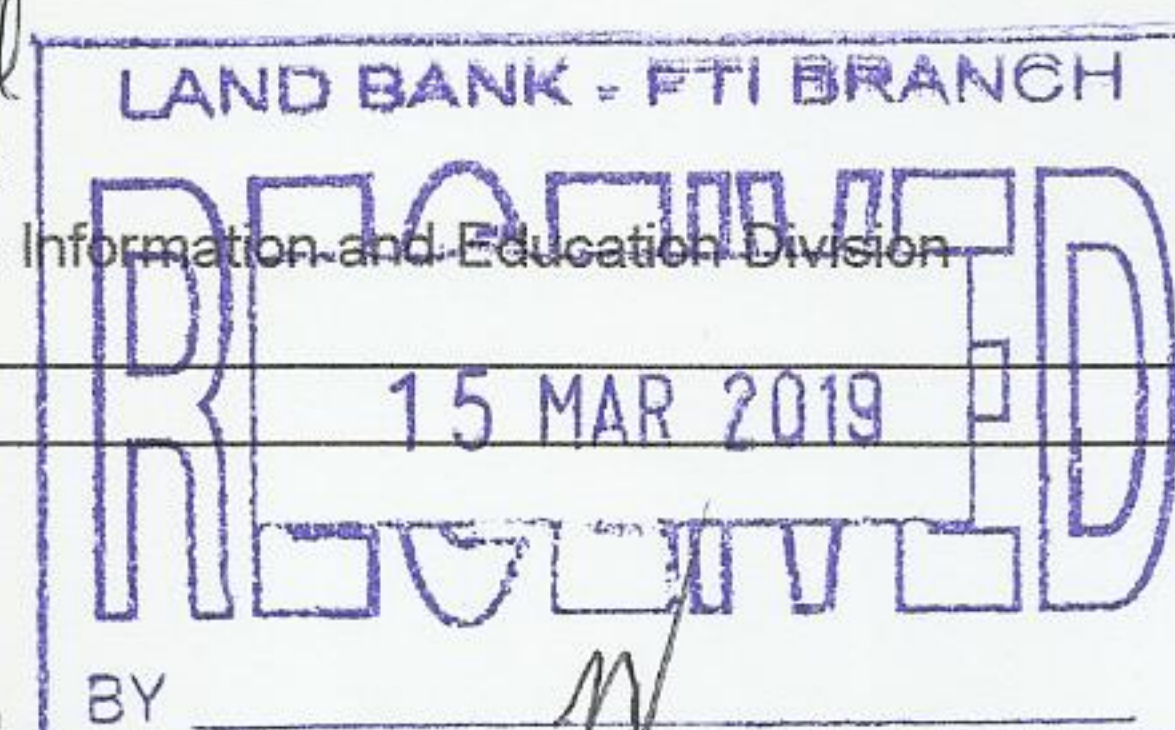 LAND BANK - FTI BRANCH
RECEIVED
Information and Education Division
15 MAR 2019
BY